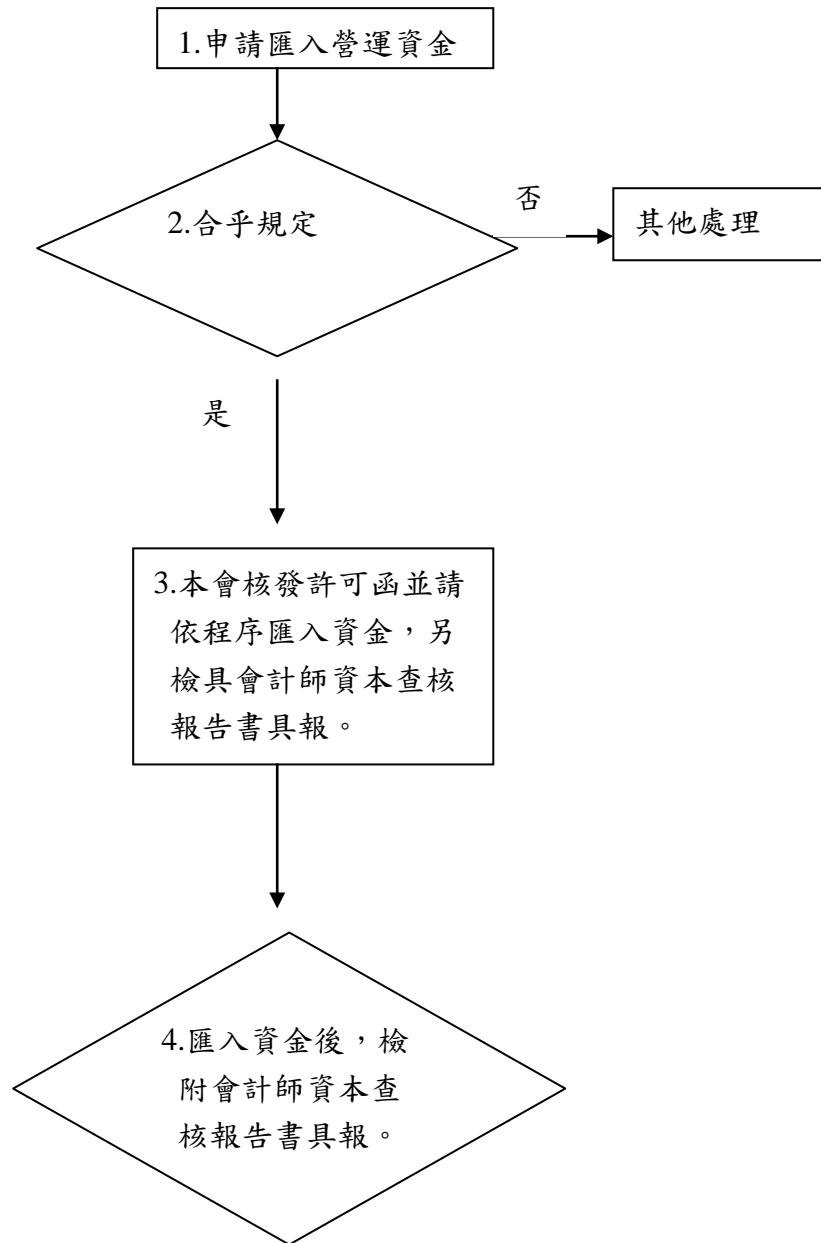 1.申請匯入營運資金
2.合乎規定
否
其他處理
是
3.本會核發許可函並請
依程序匯入資金，另
檢具會計師資本查核
報告書具報。
4.匯入資金後，檢
附會計師資本查
核報告書具報。